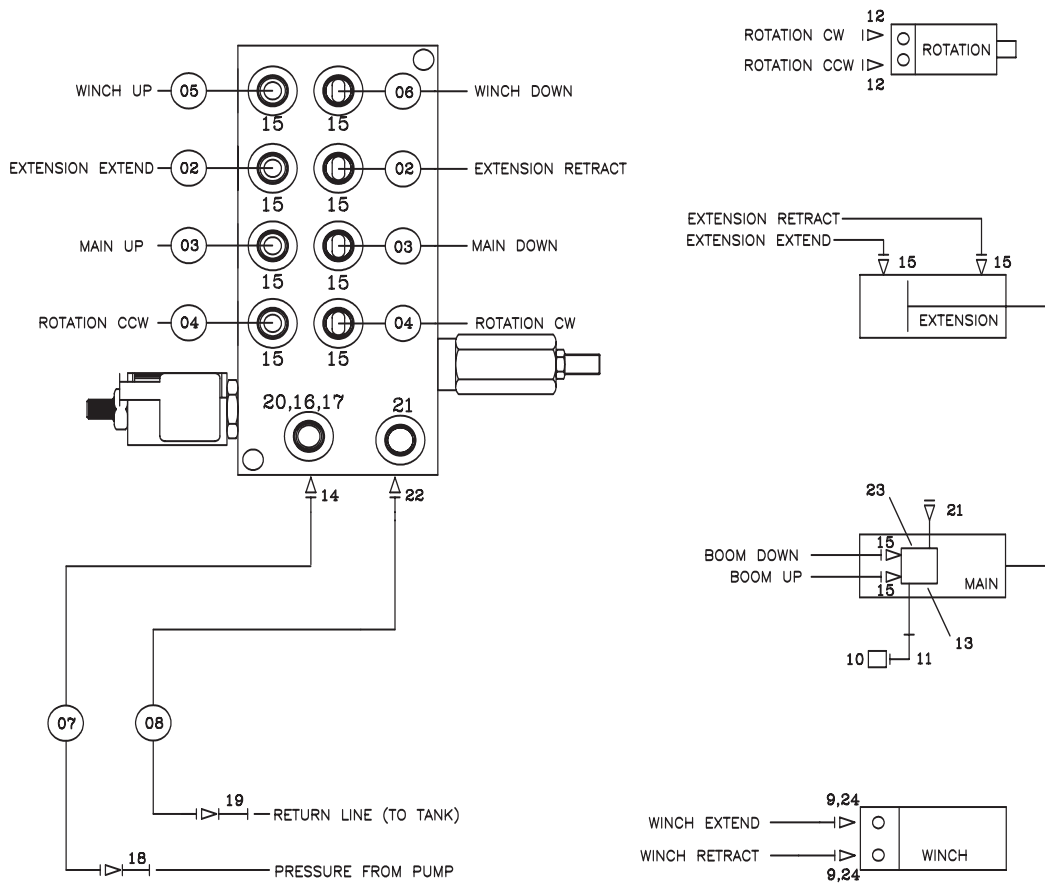 WINCH UP 05 06 WINCH DOWN
15 15
EXTENSION EXTEND 02 02 EXTENSION RETRACT
15 15
MAIN UP 03 03 MAIN DOWN
15 15
ROTATION CCW 04 04 ROTATION CW
15 15
20,16,17 21
14 22
07 08
19 RETURN LINE (TO TANK)
18 PRESSURE FROM PUMP
12
ROTATION CW
ROTATION CCW
12
ROTATION
EXTENSION RETRACT
EXTENSION EXTEND
15 15
EXTENSION
23 21
BOOM DOWN 15
BOOM UP 15
MAIN
13
10 11
9,24
WINCH EXTEND
WINCH RETRACT
9,24
WINCH